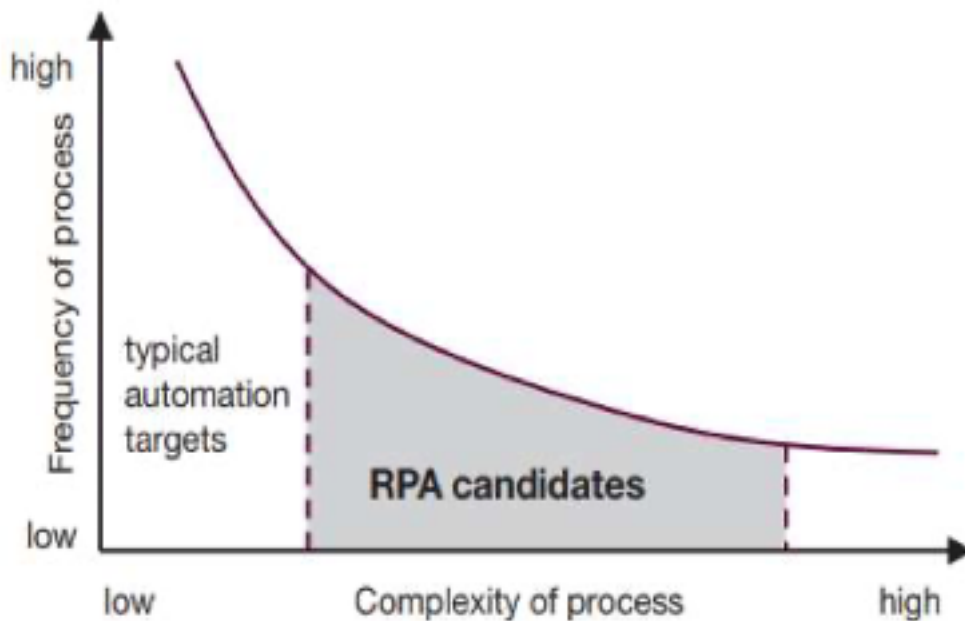 high
Frequency of process
typical
automation
targets
RPA candidates
low
low
Complexity of process
high